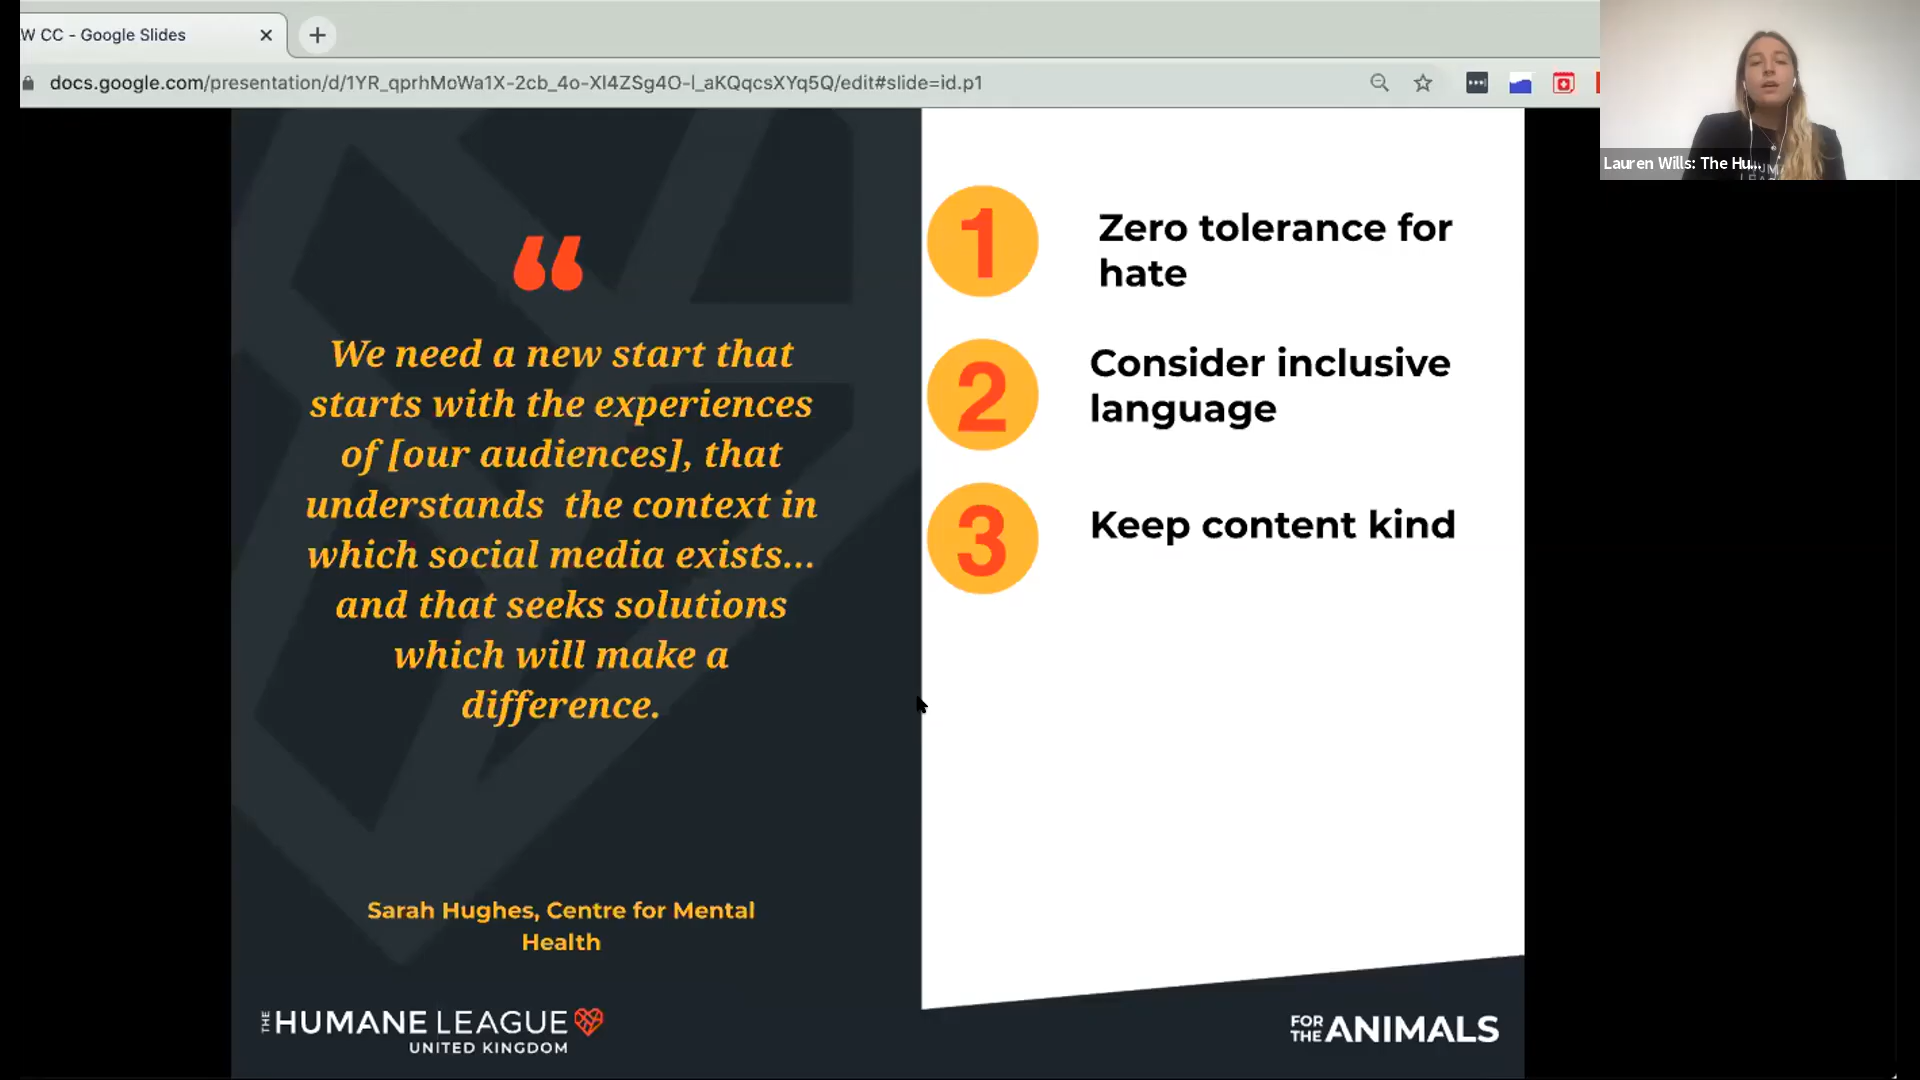 W CC - Google Slides
docs.google.com/presentation/d/1YR_qprhMoWa1X-2cb_4o-XI4ZSg4O-l_aKQqcsXYq5Q/edit#slide=id.p1
Lauren Wills: The Hu...
“
We need a new start that
starts with the experiences
of [our audiences], that
understands the context in
which social media exists...
and that seeks solutions
which will make a
difference.
Sarah Hughes, Centre for Mental
Health
1
Zero tolerance for
hate
2
Consider inclusive
language
3
Keep content kind
THE HUMANE LEAGUE
UNITED KINGDOM
FOR THE ANIMALS